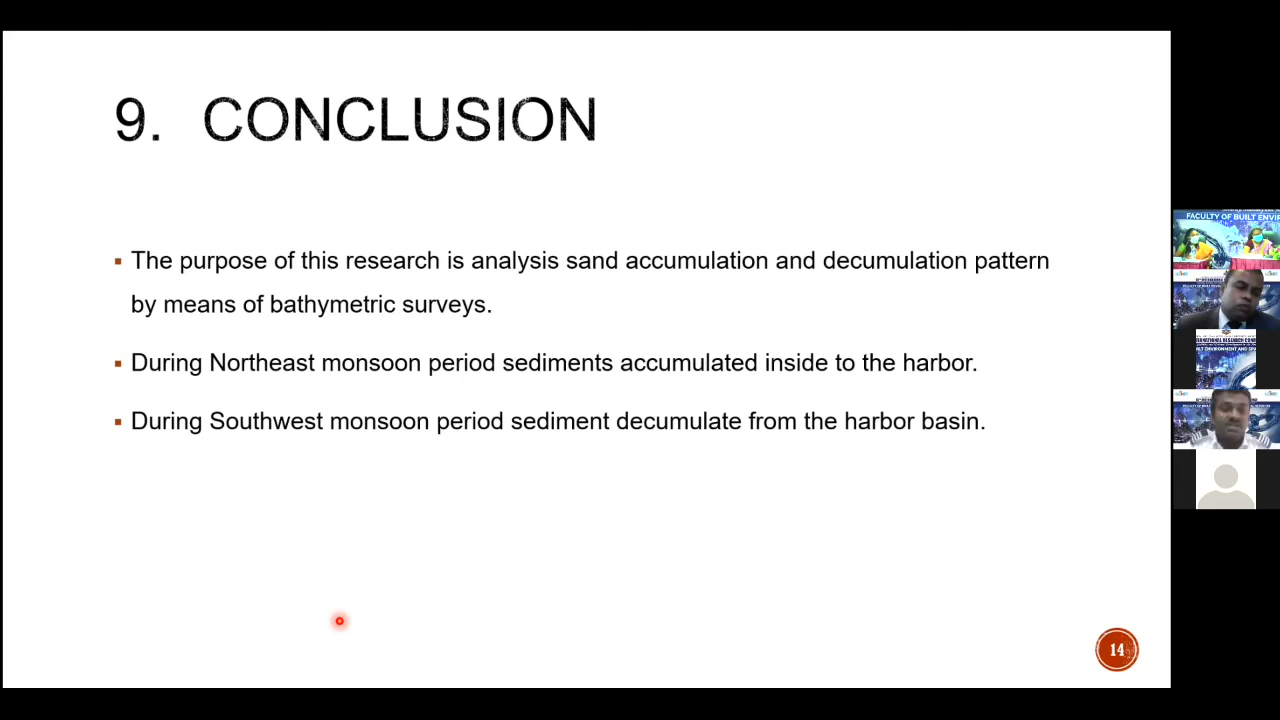 9. CONCLUSION
▪ The purpose of this research is analysis sand accumulation and decumulation pattern
by means of bathymetric surveys.
▪ During Northeast monsoon period sediments accumulated inside to the harbor.
▪ During Southwest monsoon period sediment decumulate from the harbor basin.
14
FACULTY OF BUILT ENVIR